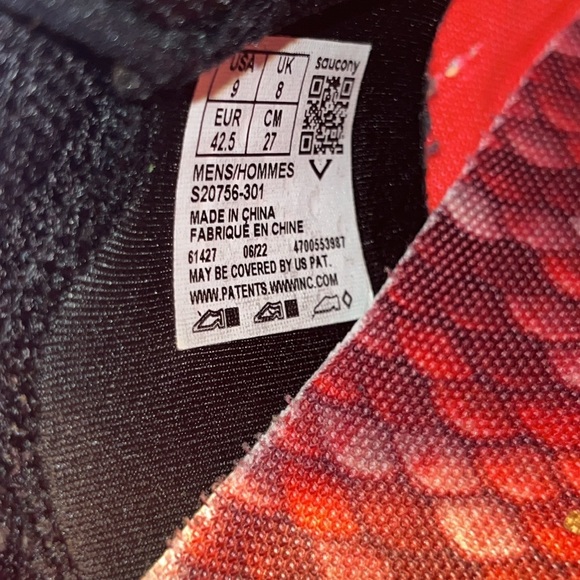 saucony
USA UK
9 8
EUR CM
42.5 27
MENS/HOMMES
S20756-301
MADE IN CHINA
FABRIQUÉ EN CHINE
61427 06/22 4700553987
MAY BE COVERED BY US PAT.
WWW.PATENTS.WWWINC.COM